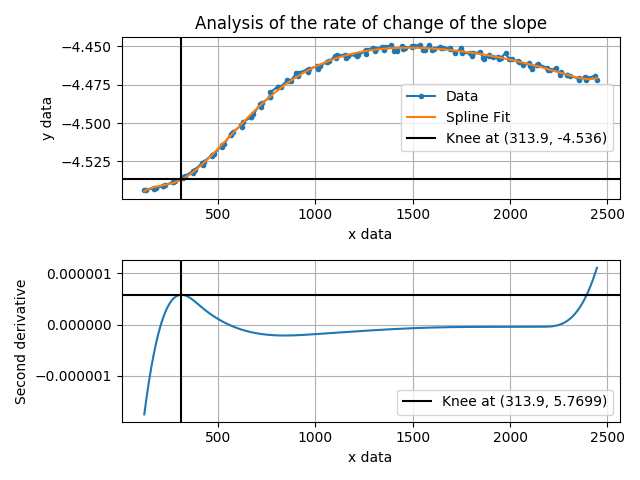 Analysis of the rate of change of the slope
−4.450
−4.475
−4.500
−4.525
y data
Data
Spline Fit
Knee at (313.9, -4.536)
500
1000
1500
2000
2500
x data
0.000001
0.000000
−0.000001
Second derivative
Knee at (313.9, 5.7699)
500
1000
1500
2000
2500
x data